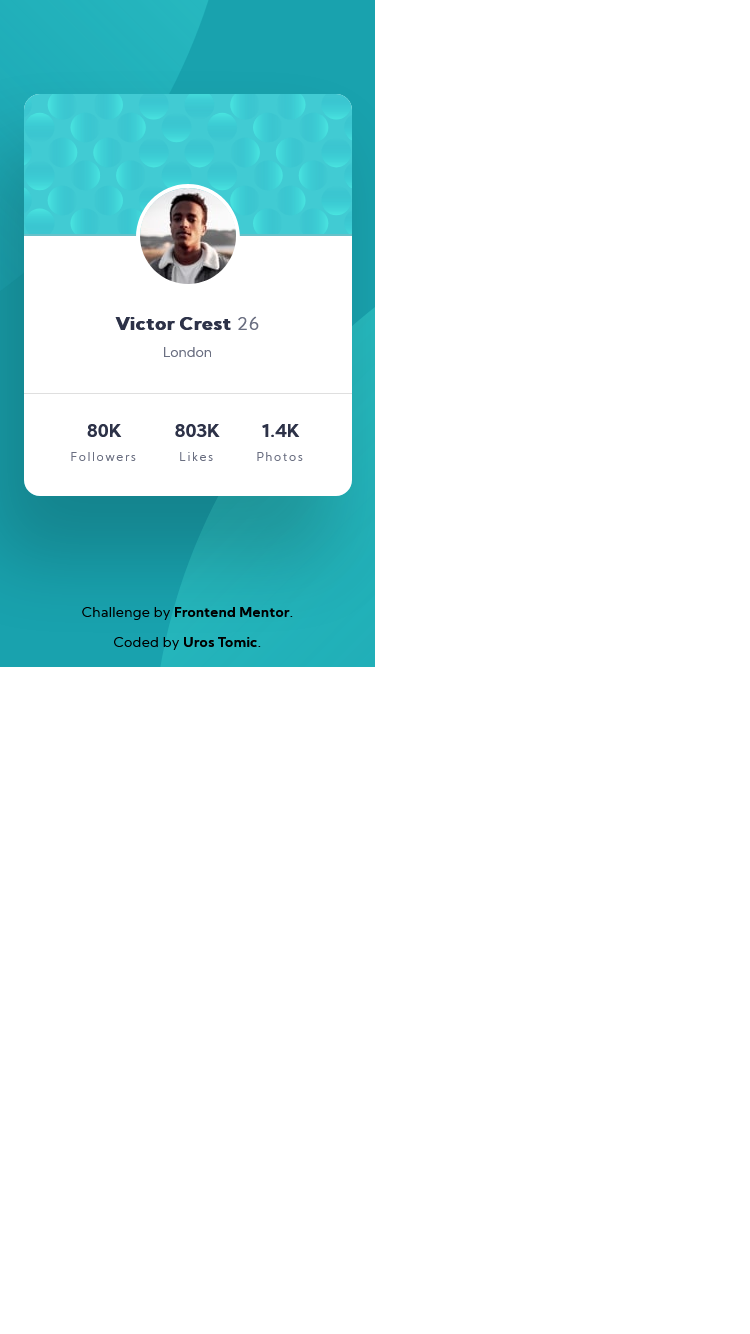 Victor Crest 26
London
80K 803K 1.4K
Followers Likes Photos
Challenge by Frontend Mentor.
Coded by Uros Tomic.